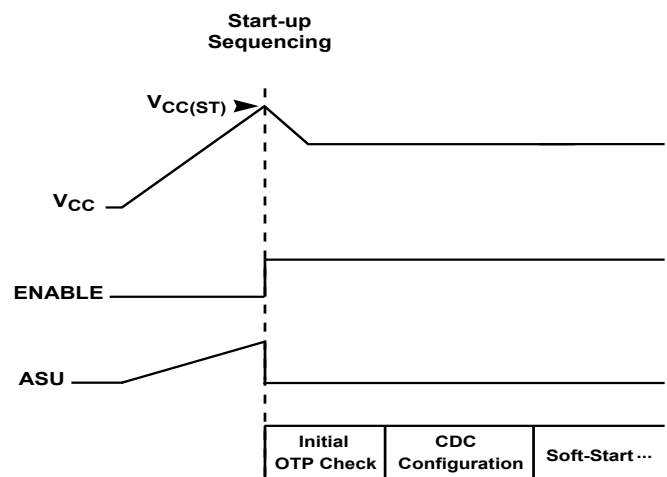 Start-up
Sequencing
VCC(ST)
VCC
ENABLE
ASU
Initial
OTP Check
CDC
Configuration
Soft-Start ...